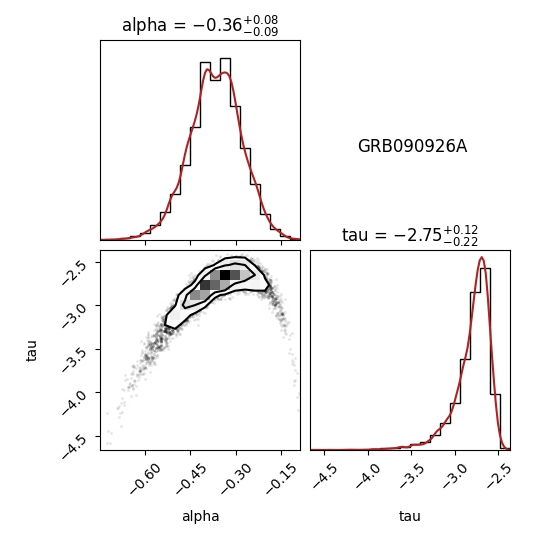 alpha = −0.36 +0.08 −0.09
GRB090926A
tau = −2.75 +0.12 −0.22
−2.5
−3.0
−3.5
−4.0
−4.5
tau
−0.60 −0.45 −0.30 −0.15
−4.5 −4.0 −3.5 −3.0 −2.5
alpha
tau